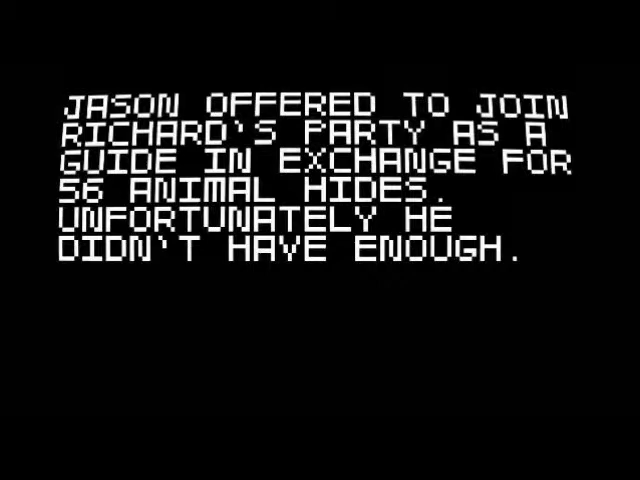 JASON OFFERED TO JOIN
RICHARD'S PARTY AS A
GUIDE IN EXCHANGE FOR
56 ANIMAL HIDES.
UNFORTUNATELY HE
DIDN'T HAVE ENOUGH.